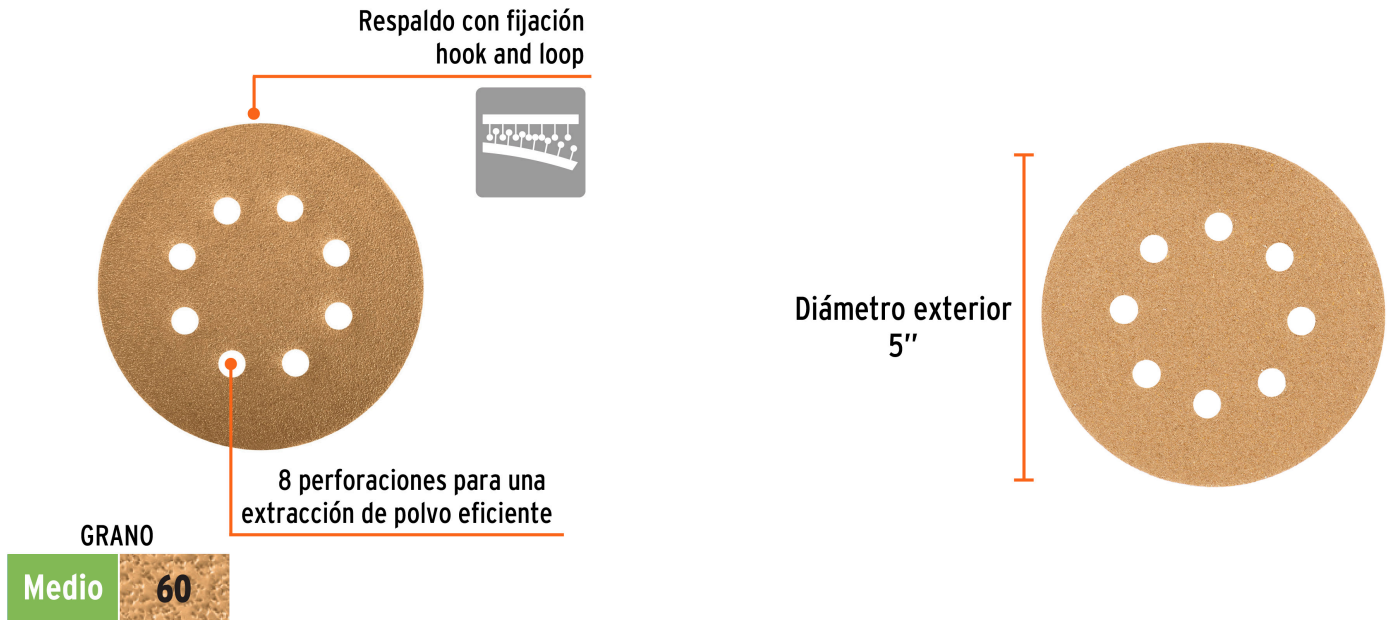 Respaldo con fijación
hook and loop
Diámetro exterior
5’’
8 perforaciones para una
extracción de polvo eficiente
GRANO
Medio 60